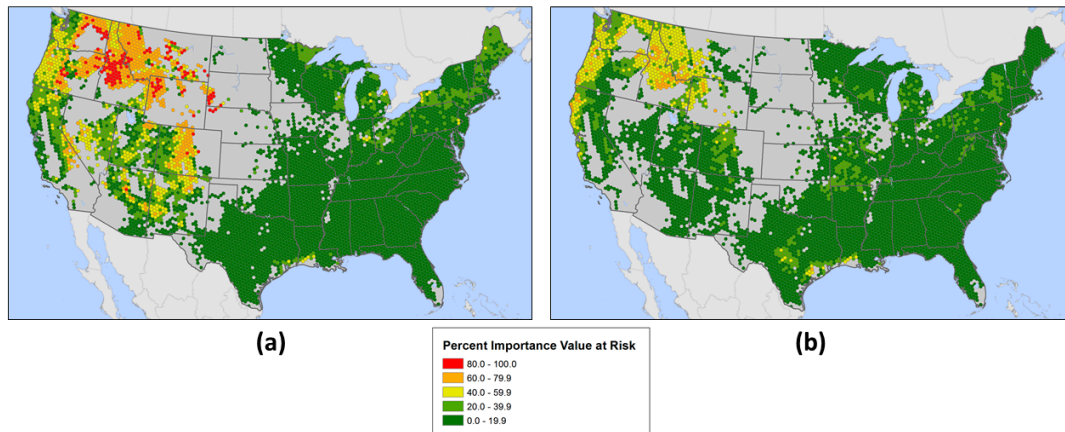 (a)
(b)
Percent Importance Value at Risk
80.0 - 100.0
60.0 - 79.9
40.0 - 59.9
20.0 - 39.9
0.0 - 19.9